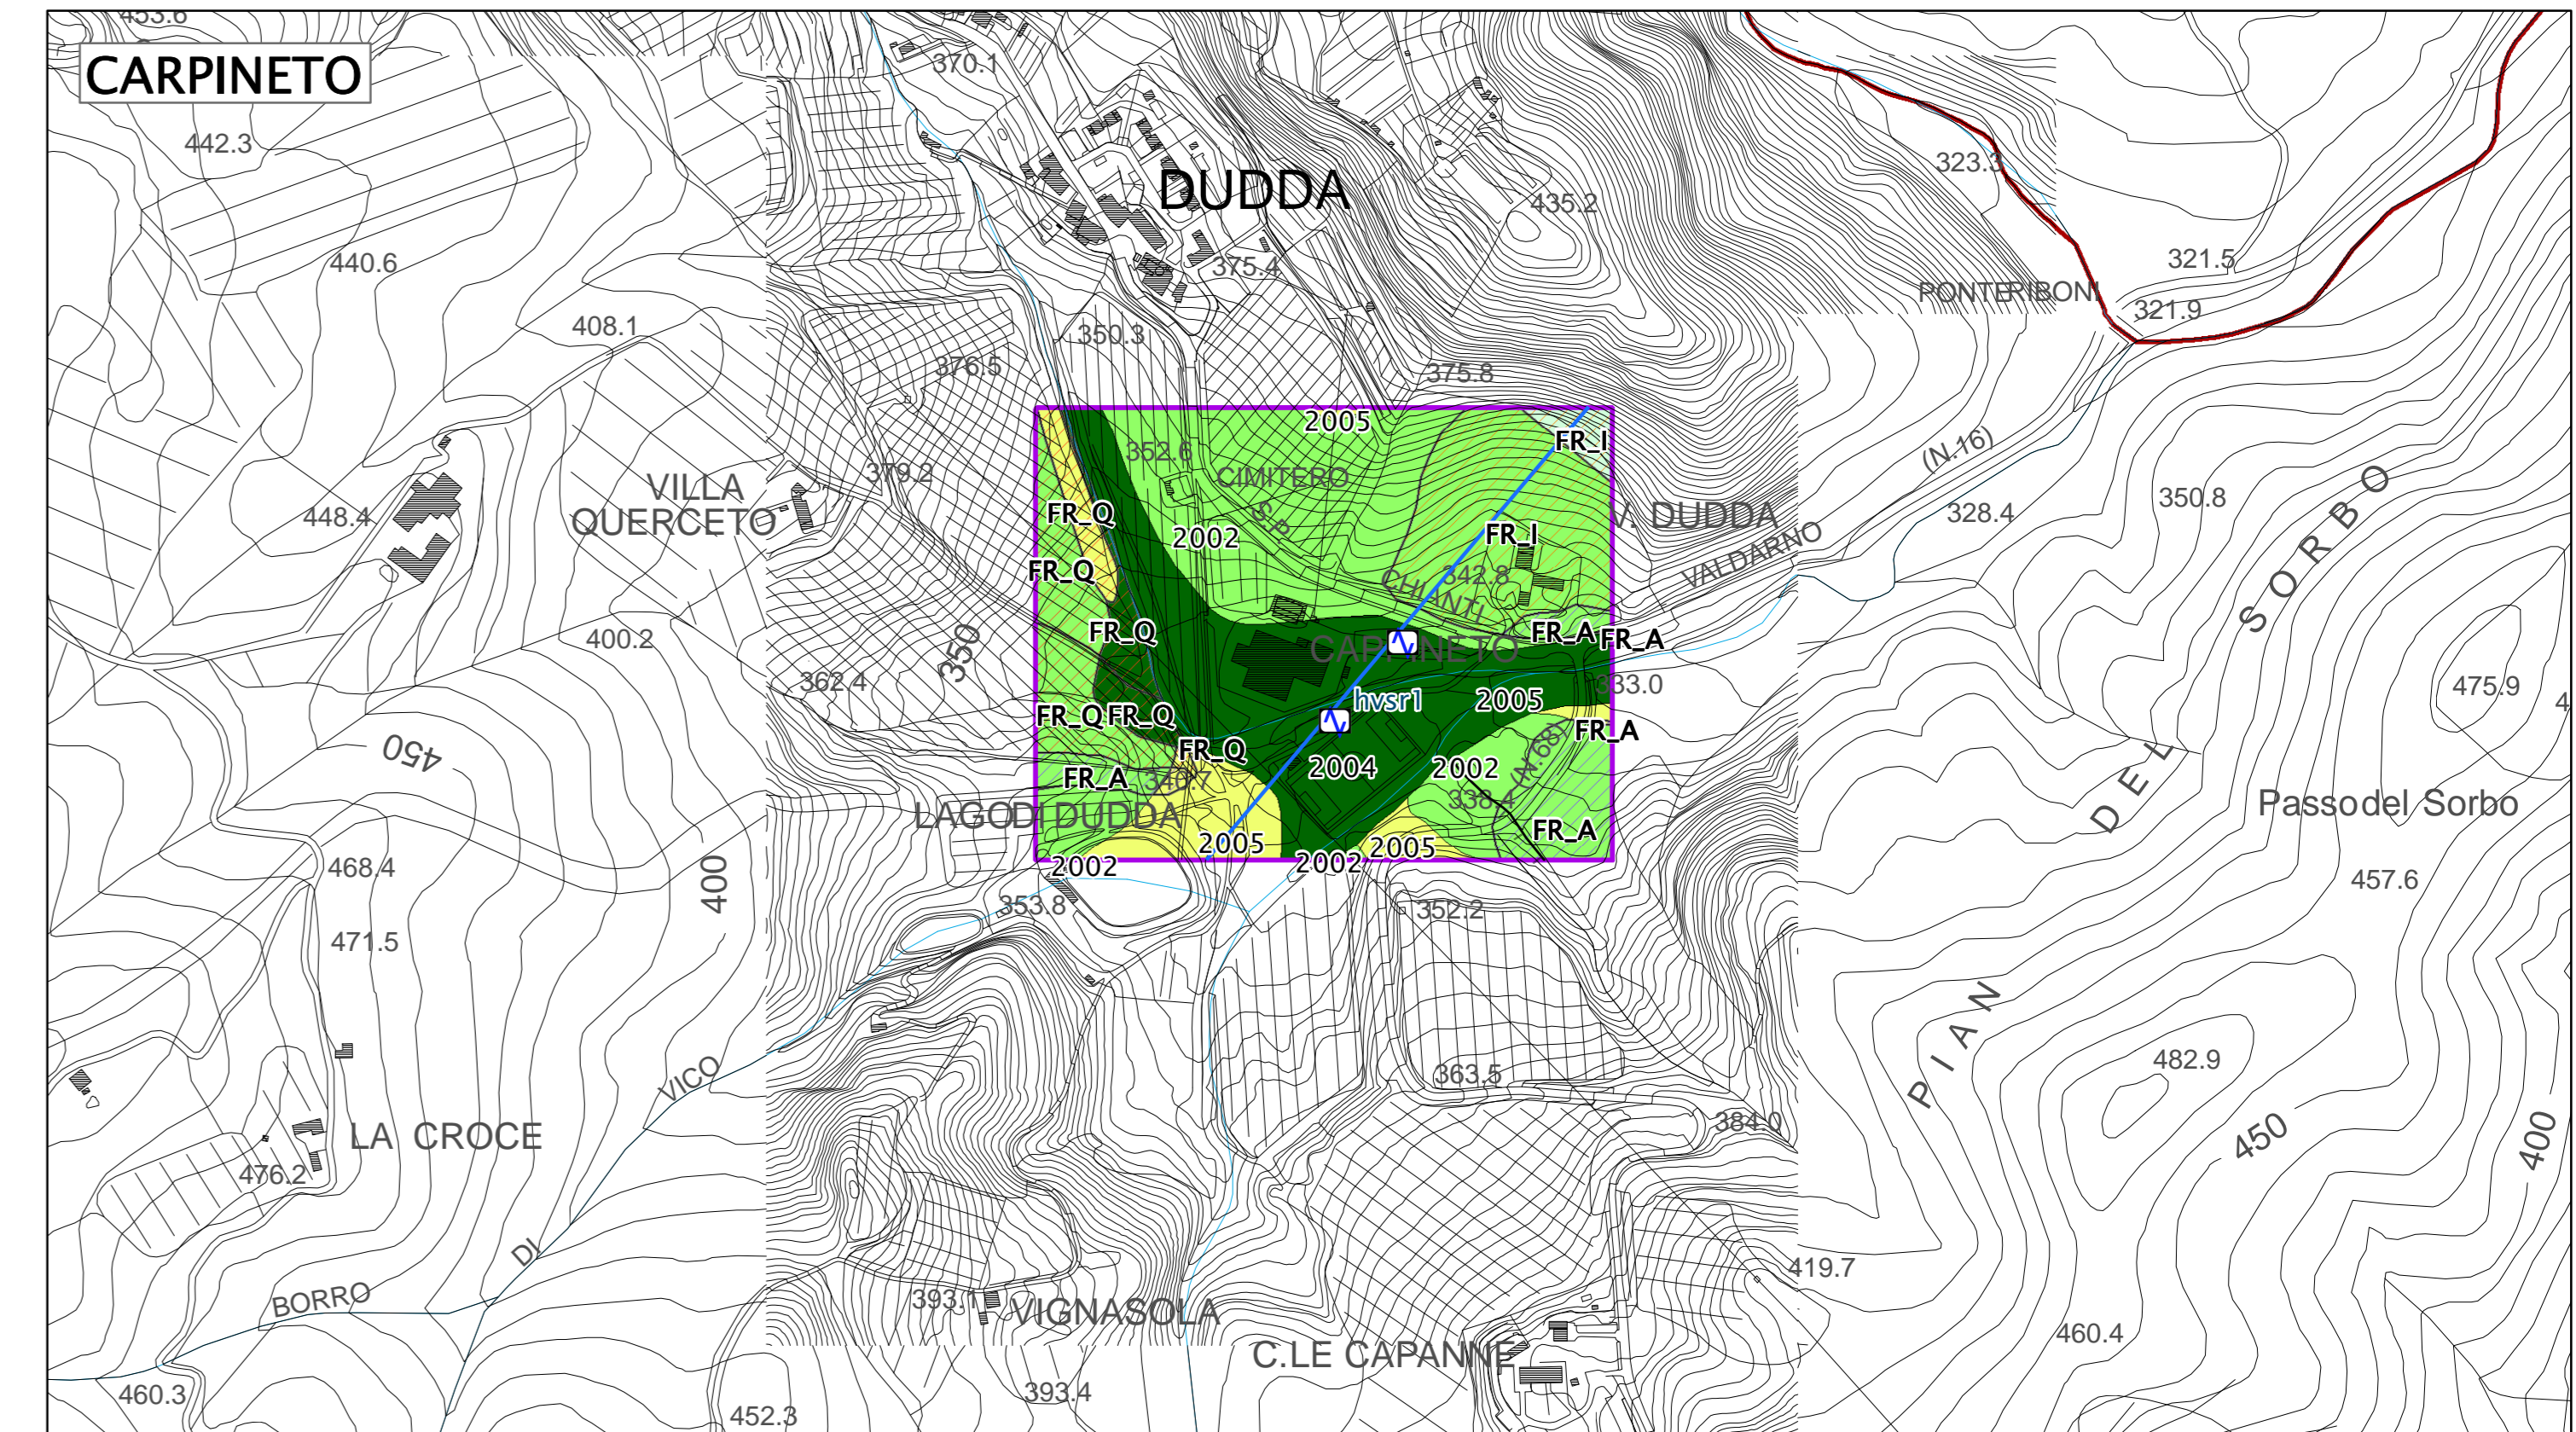 453.6
CARPINETO
370.1
442.3
323.3
DUDDA
435.2
440.6
375.4
321.5
PONTERIBONI
321.9
408.1
350.3
376.5
375.8
2005
FR_I
352.6
(N.16)
379.2
CIMITERO
VILLA
QUERCETO
448.4
FR_Q
S.P.
V. DUDDA
328.4
350.8
2002
FR_I
VALDARNO
FR_Q
342.8
CHIANTI
PIAN DEL SORBO
400.2
350
FR_Q
FR_A
FR_A
CARPINETO
362.4
333.0
475.9
4
hvsr1
2005
FR_Q
FR_Q
FR_A
450
FR_Q
(N.68)
2004
2002
FR_A
340.7
338.4
LAGO DI DUDDA
Passo del Sorbo
FR_A
2005
2005
2002
2002
468.4
400
457.6
353.8
352.2
471.5
482.9
363.5
BORRO DI VICO
384.0
LA CROCE
450
400
476.2
419.7
393.1
VIGNASOLA
460.4
C.LE CAPANNE
460.3
393.4
452.3